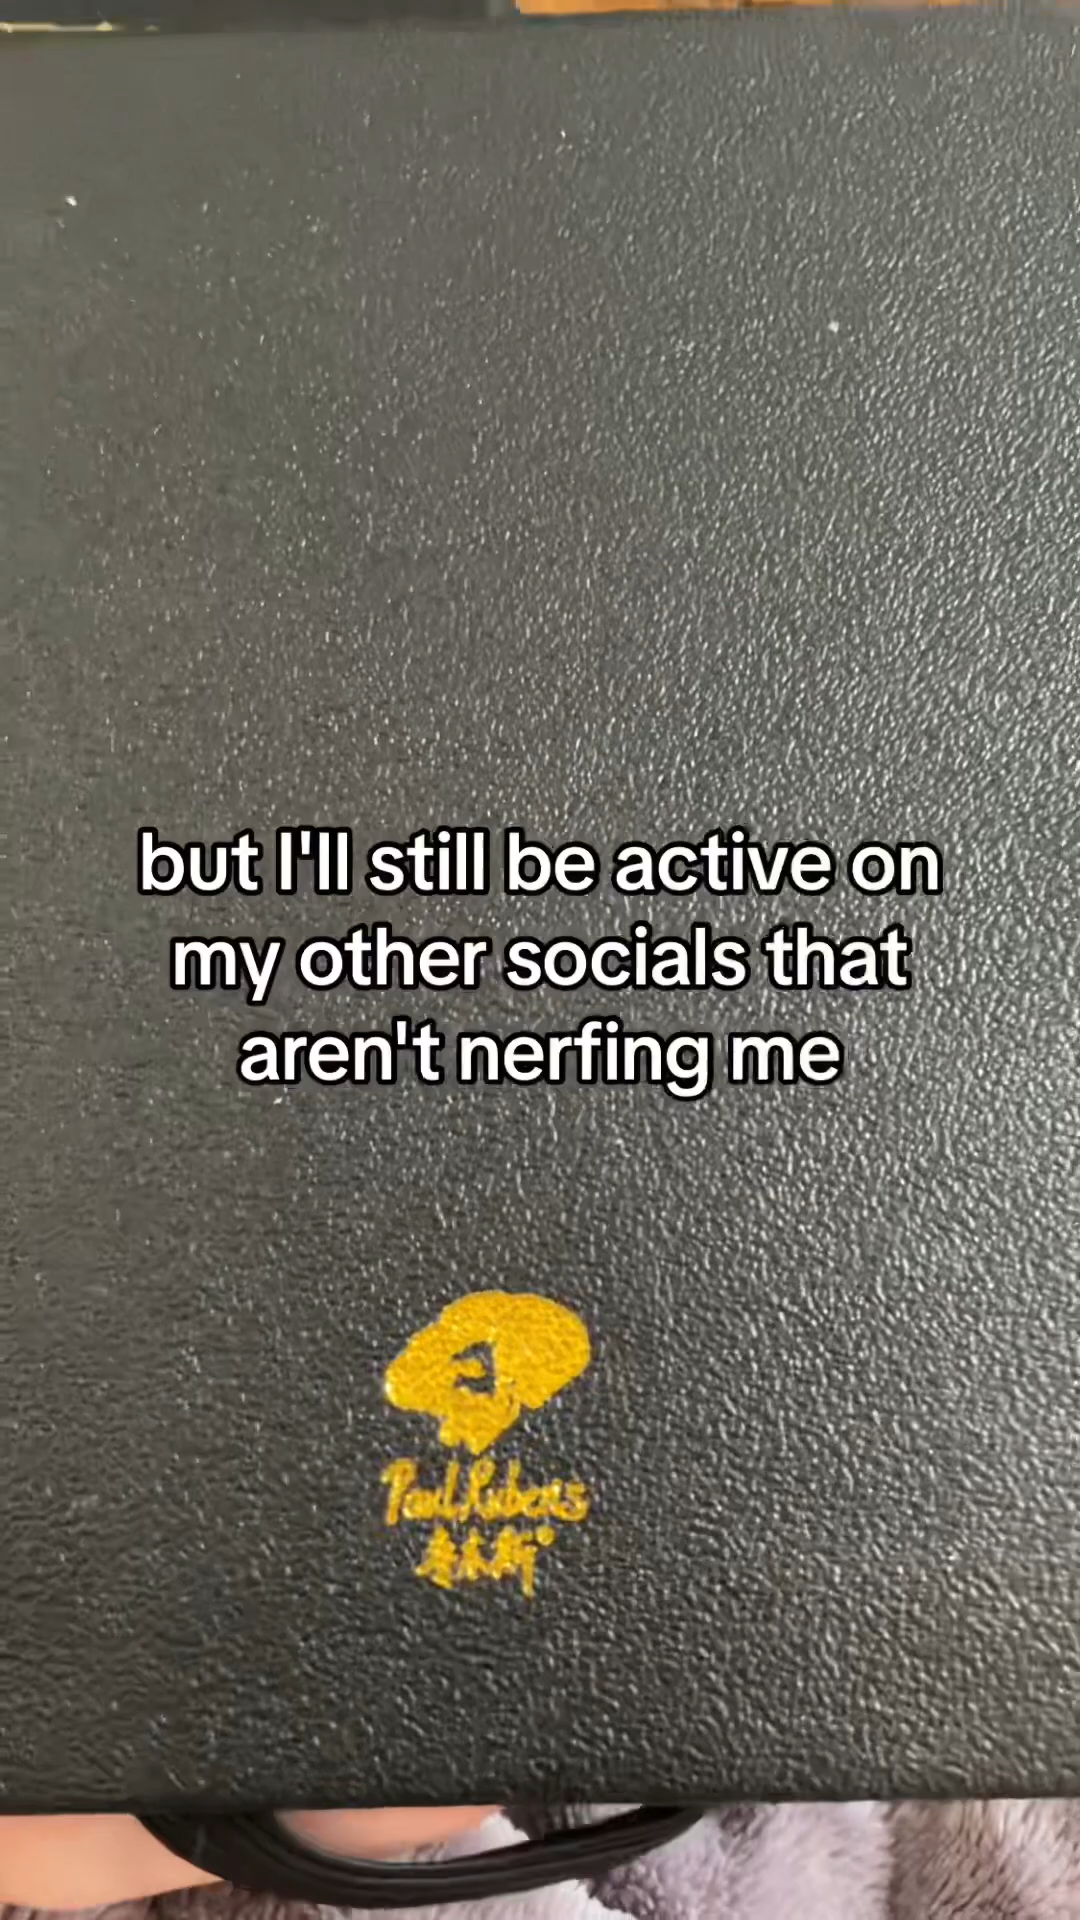 but I'll still be active on
my other socials that
aren't nerfing me
Paul Rubens